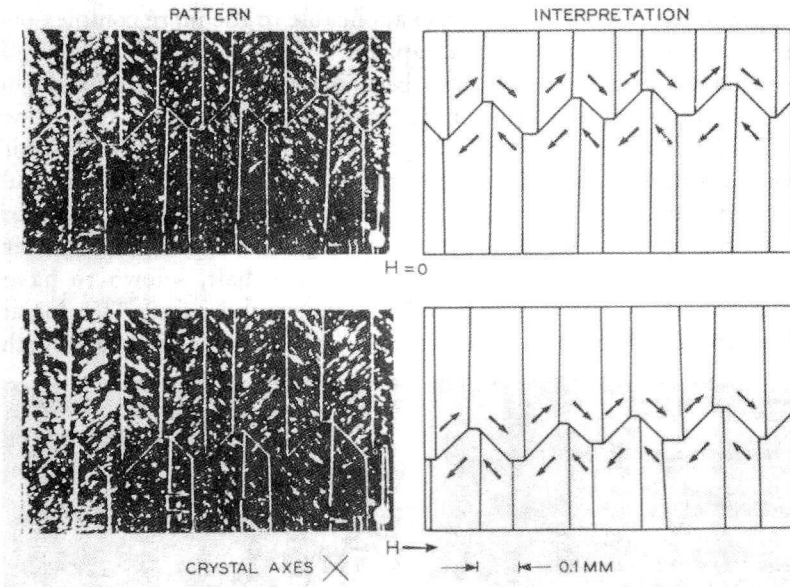 PATTERN
INTERPRETATION
H=0
CRYSTAL AXES
H
0.1 MM